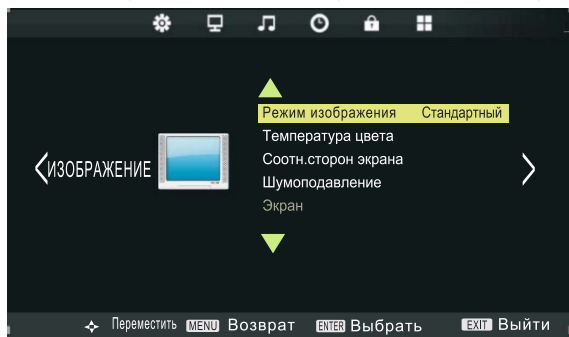 Режим изображения Стандартный
Температура цвета
Соотн.сторон экрана
ИЗОБРАЖЕНИЕ
Шумоподавление
Экран
Переместить MENU Возврат ENTER Выбрать EXIT Выйти